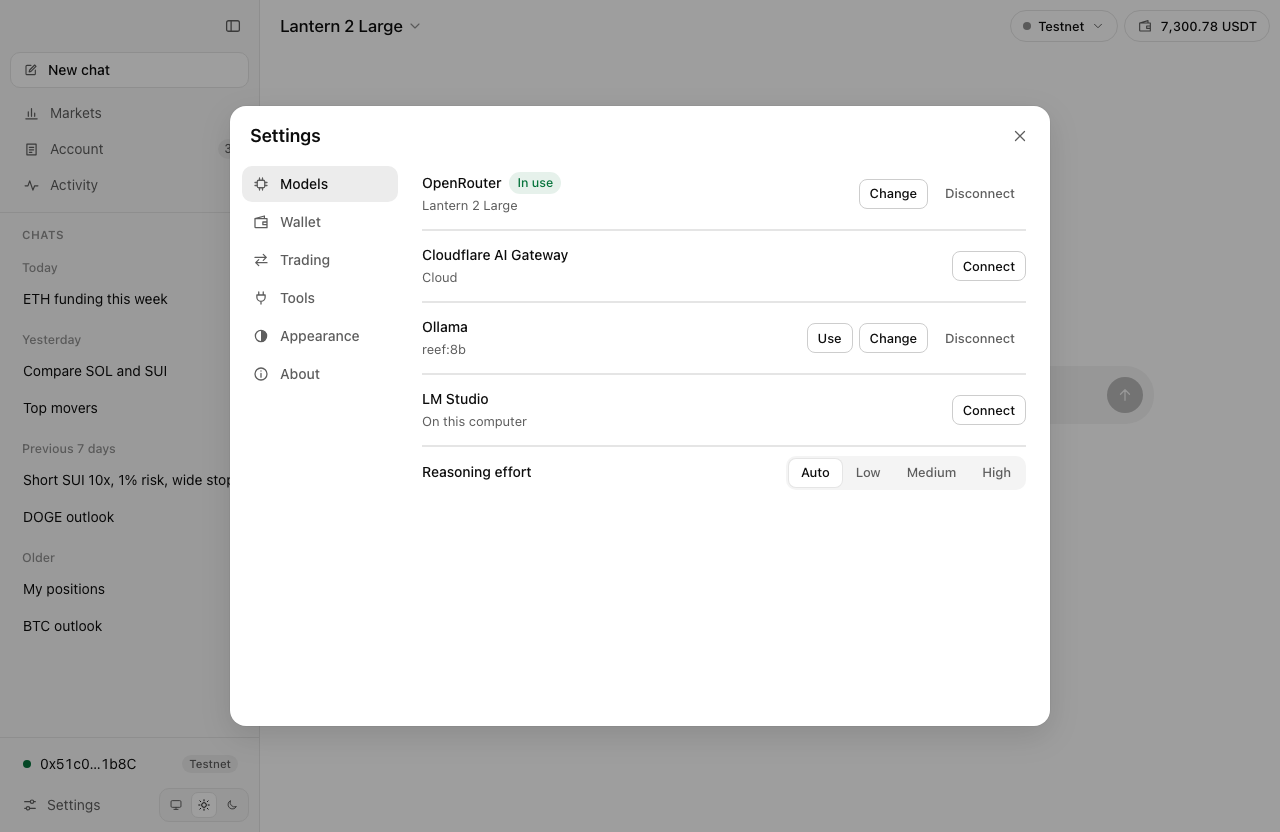 Lantern 2 Large
Testnet
7,300.78 USDT
New chat
Markets
Account
3
Activity
CHATS
Today
ETH funding this week
Yesterday
Compare SOL and SUI
Top movers
Previous 7 days
Short SUI 10x, 1% risk, wide stop
DOGE outlook
Older
My positions
BTC outlook
0x51c0...1b8C
Testnet
Settings
Settings
Models
Wallet
Trading
Tools
Appearance
About
OpenRouter
In use
Lantern 2 Large
Change
Disconnect
Cloudflare AI Gateway
Cloud
Connect
Ollama
reef:8b
Use
Change
Disconnect
LM Studio
On this computer
Connect
Reasoning effort
Auto
Low
Medium
High